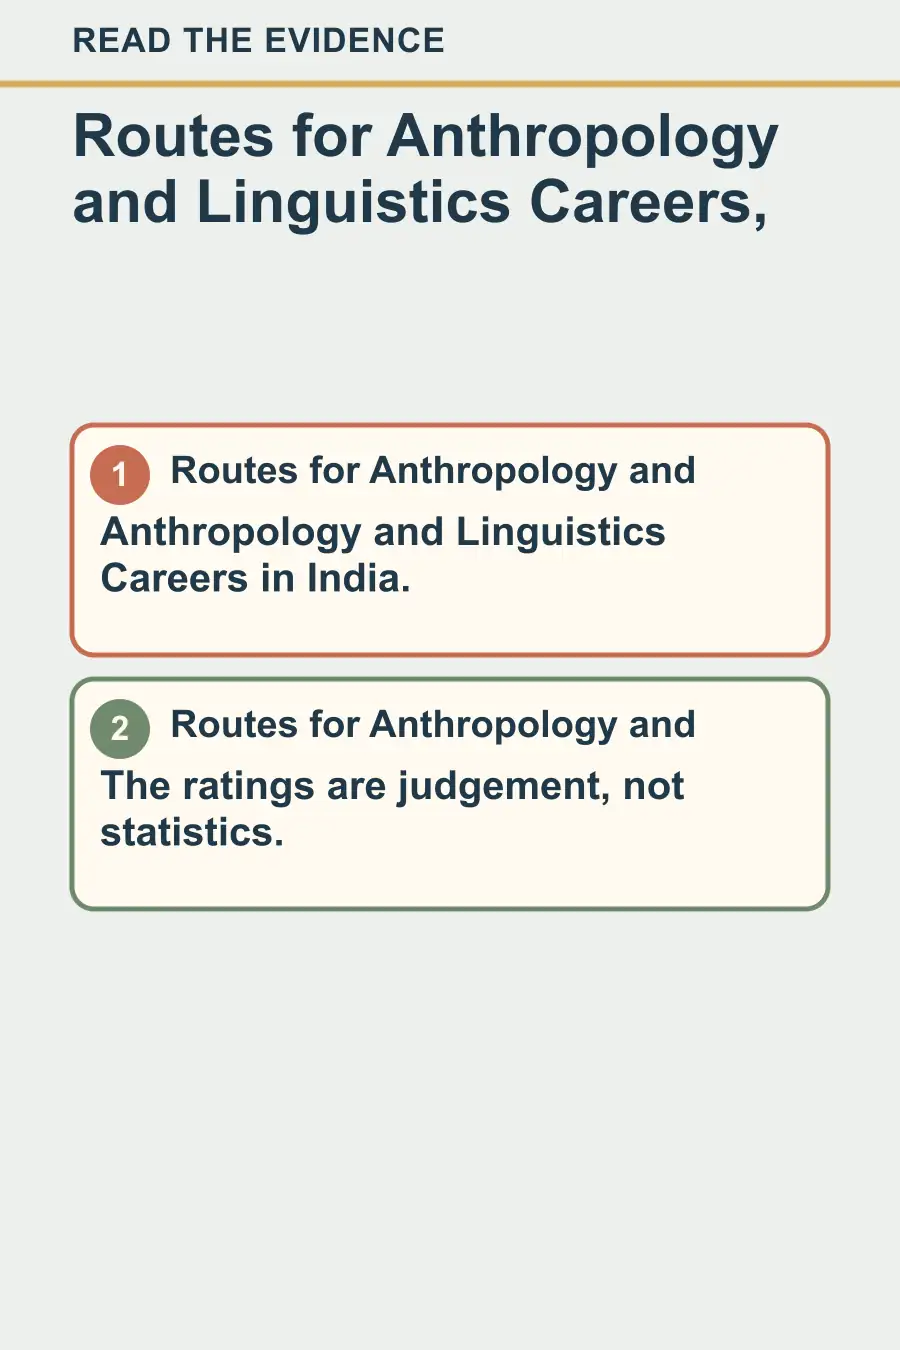 READ THE EVIDENCE
Routes for Anthropology
and Linguistics Careers,
1 Routes for Anthropology and
Anthropology and Linguistics
Careers in India.
2 Routes for Anthropology and
The ratings are judgement, not
statistics.